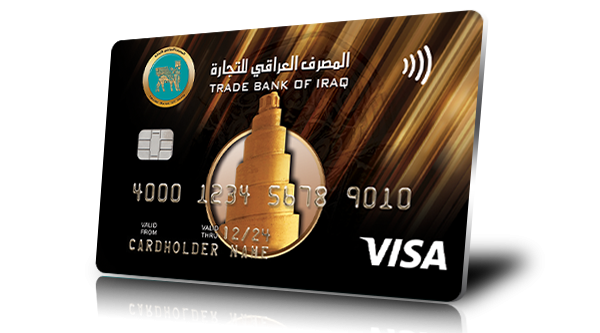 المصرف العراقي للتجارة
TRADE BANK OF IRAQ
4000 1234 5678 9010
VALID FROM
VALID THRU 12/24
CARDHOLDER NAME
VISA